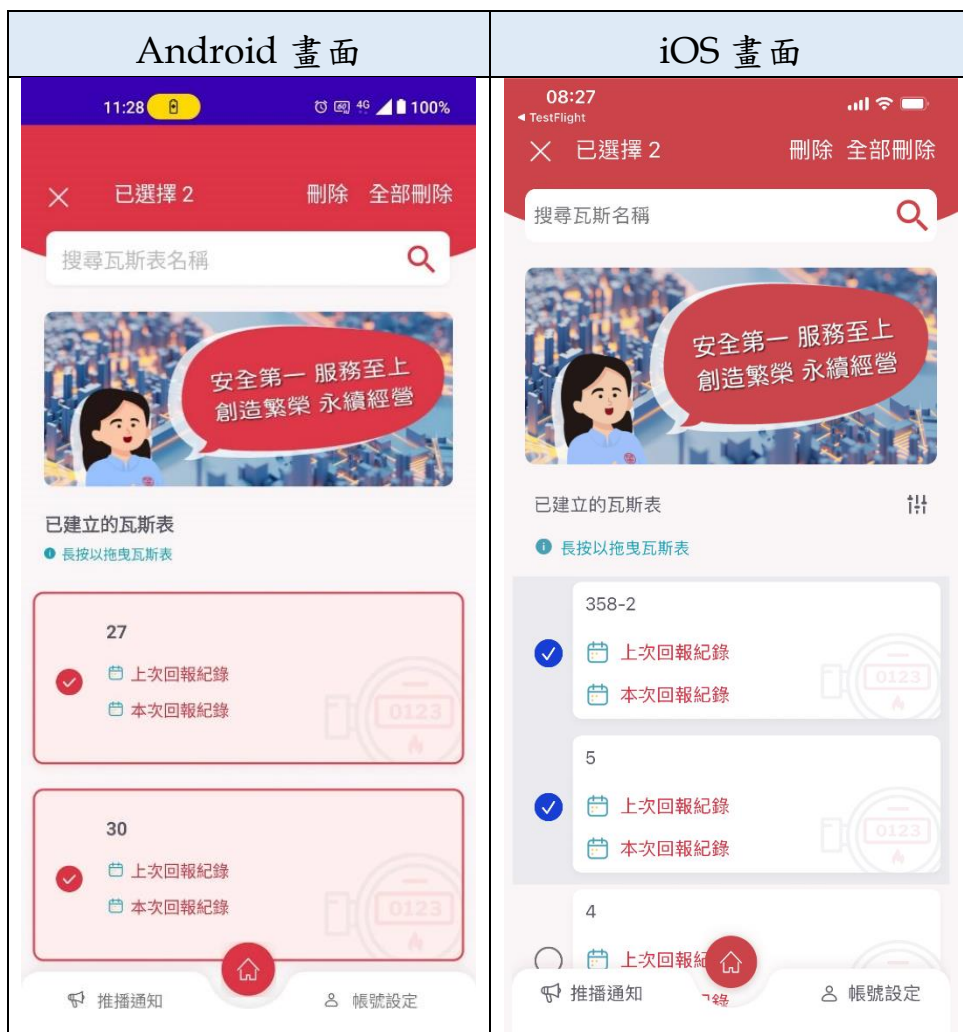 Android 畫面
iOS 畫面
11:28
4G 100%
已選擇 2 刪除 全部刪除
搜尋瓦斯表名稱
安全第一 服務至上
創造繁榮 永續經營
已建立的瓦斯表
長按以拖曳瓦斯表
27
上次回報紀錄
本次回報紀錄
0123
30
上次回報紀錄
本次回報紀錄
0123
推播通知
帳號設定
08:27
TestFlight
已選擇 2 刪除 全部刪除
搜尋瓦斯名稱
安全第一 服務至上
創造繁榮 永續經營
已建立的瓦斯表
長按以拖曳瓦斯表
358-2
上次回報紀錄
本次回報紀錄
0123
5
上次回報紀錄
本次回報紀錄
0123
4
上次回報紀
錄
推播通知
帳號設定